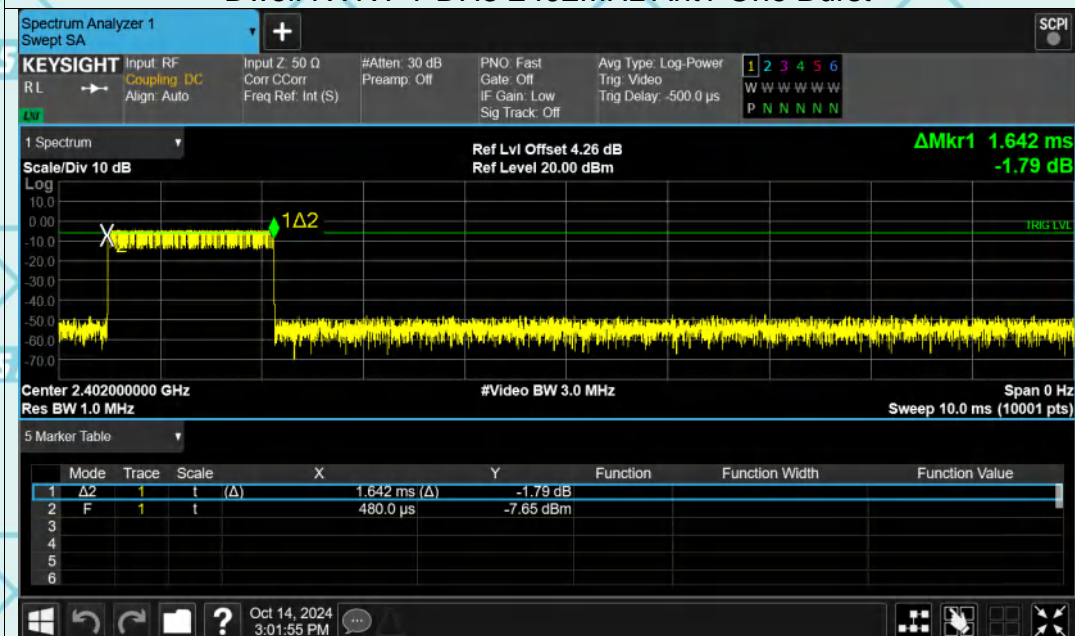 Spectrum Analyzer 1
Swept SA
+
SCPI
KEYSIGHT Input: RF Input Z: 50 Ω #Atten: 30 dB PNO: Fast Avg Type: Log-Power 1 2 3 4 5 6
RL Coupling: DC Corr CCorr Preamp: Off Gate: Off Trig: Video W W W W W W
Align: Auto Freq Ref: Int (S) IF Gain: Low Trig Delay: -500.0 µs P N N N N N
LXI Sig Track: Off
1 Spectrum Ref Lvl Offset 4.26 dB ΔMkr1 1.642 ms
Scale/Div 10 dB Ref Level 20.00 dBm -1.79 dB
Log
10.0
0.00 1Δ2 TRIG LVL
-10.0 2
-20.0
-30.0
-40.0
-50.0
-60.0
-70.0
Center 2.402000000 GHz #Video BW 3.0 MHz Span 0 Hz
Res BW 1.0 MHz Sweep 10.0 ms (10001 pts)
5 Marker Table
Mode Trace Scale X Y Function Function Width Function Value
1 Δ2 1 t (Δ) 1.642 ms (Δ) -1.79 dB
2 F 1 t 480.0 µs -7.65 dBm
3
4
5
6
? Oct 14, 2024
3:01:55 PM